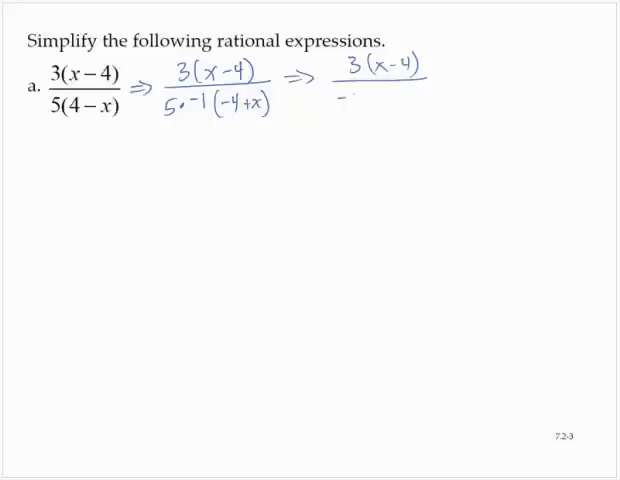 Simplify the following rational expressions.
a. 3(x − 4) / 5(4 − x) ⇒ 3(x−4) / 5•−1(−4+x) ⇒ 3(x−4) / −
7.2-3